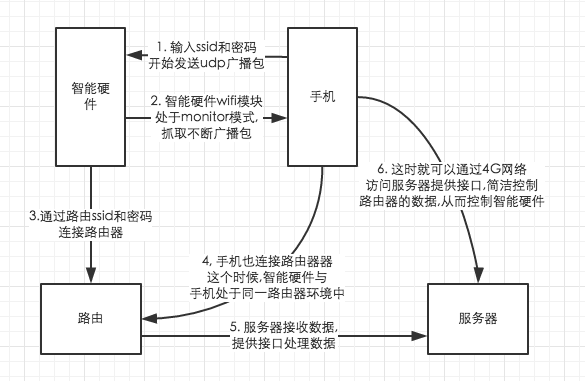 1. 输入ssid和密码
开始发送udp广播包
智能硬
件
手机
2. 智能硬件wifi模块
处于monitor模式,
抓取不断广播包
6. 这时就可以通过4G网络
访问服务器提供接口,简洁控制
路由器的数据,从而控制智能硬件
3.通过路由ssid和密码
连接路由器
4, 手机也连接路由器器
这个时候,智能硬件与
手机处于同一路由器环境中
路由
5. 服务器接收数据,
提供接口处理数据
服务器